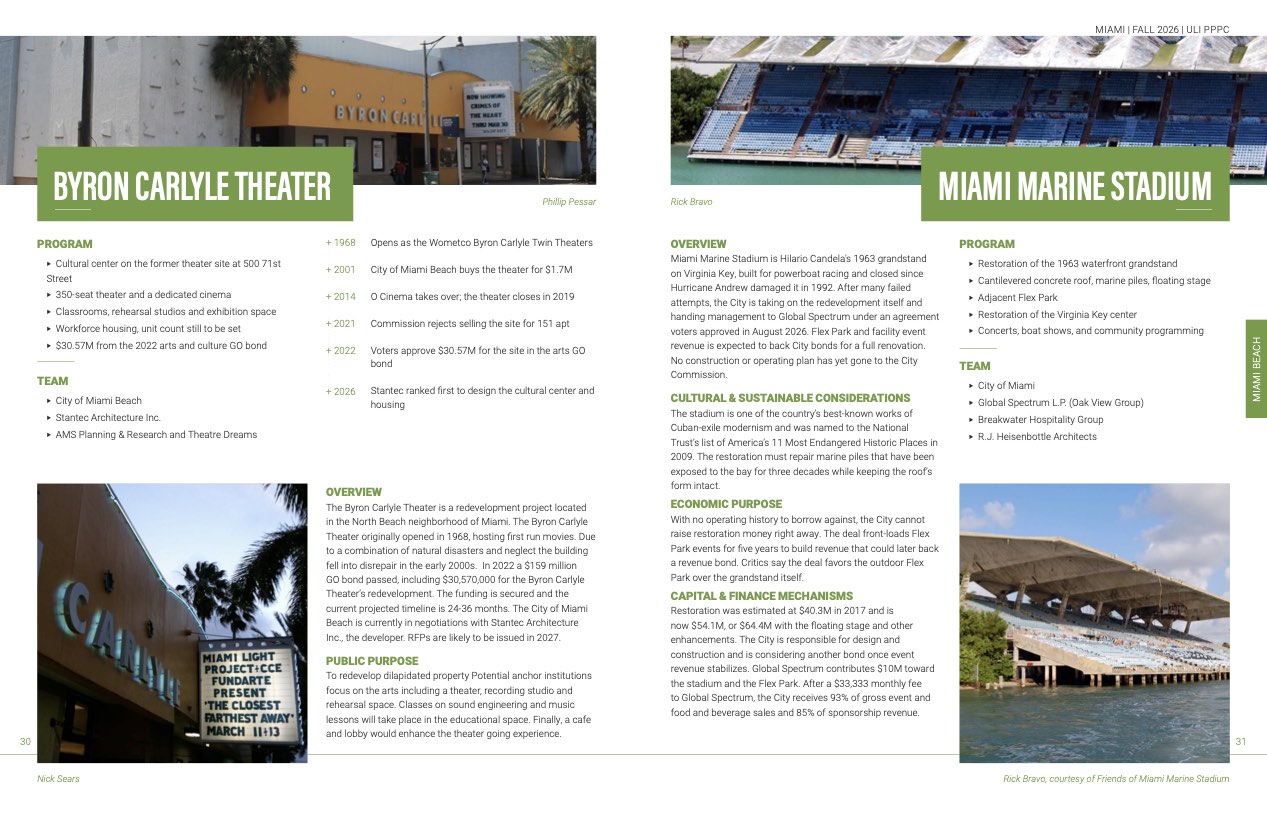 MIAMI | FALL 2026 | ULI PPPC
BYRON CARLYLE
NOW SHOWING
CRIMES OF
THE HEART
THRU MAR 30
BYRON CARLYLE THEATER
Phillip Pessar
PROGRAM
‣ Cultural center on the former theater site at 500 71st
Street
‣ 350-seat theater and a dedicated cinema
‣ Classrooms, rehearsal studios and exhibition space
‣ Workforce housing, unit count still to be set
‣ $30.57M from the 2022 arts and culture GO bond
TEAM
‣ City of Miami Beach
‣ Stantec Architecture Inc.
‣ AMS Planning & Research and Theatre Dreams
+ 1968 Opens as the Wometco Byron Carlyle Twin Theaters
+ 2001 City of Miami Beach buys the theater for $1.7M
+ 2014 O Cinema takes over; the theater closes in 2019
+ 2021 Commission rejects selling the site for 151 apt
+ 2022 Voters approve $30.57M for the site in the arts GO
bond
+ 2026 Stantec ranked first to design the cultural center and
housing
CARLYLE
MIAMI LIGHT
PROJECT+CCE
FUNDARTE
PRESENT
"THE CLOSEST
FARTHEST AWAY"
MARCH 11+13
OVERVIEW
The Byron Carlyle Theater is a redevelopment project located
in the North Beach neighborhood of Miami. The Byron Carlyle
Theater originally opened in 1968, hosting first run movies. Due
to a combination of natural disasters and neglect the building
fell into disrepair in the early 2000s.  In 2022 a $159 million
GO bond passed, including $30,570,000 for the Byron Carlyle
Theater's redevelopment. The funding is secured and the
current projected timeline is 24-36 months. The City of Miami
Beach is currently in negotiations with Stantec Architecture
Inc., the developer. RFPs are likely to be issued in 2027.
PUBLIC PURPOSE
To redevelop dilapidated property Potential anchor institutions
focus on the arts including a theater, recording studio and
rehearsal space. Classes on sound engineering and music
lessons will take place in the educational space. Finally, a cafe
and lobby would enhance the theater going experience.
30
Nick Sears
MIAMI MARINE STADIUM
Rick Bravo
OVERVIEW
Miami Marine Stadium is Hilario Candela's 1963 grandstand
on Virginia Key, built for powerboat racing and closed since
Hurricane Andrew damaged it in 1992. After many failed
attempts, the City is taking on the redevelopment itself and
handing management to Global Spectrum under an agreement
voters approved in August 2026. Flex Park and facility event
revenue is expected to back City bonds for a full renovation.
No construction or operating plan has yet gone to the City
Commission.
CULTURAL & SUSTAINABLE CONSIDERATIONS
The stadium is one of the country's best-known works of
Cuban-exile modernism and was named to the National
Trust's list of America's 11 Most Endangered Historic Places in
2009. The restoration must repair marine piles that have been
exposed to the bay for three decades while keeping the roof's
form intact.
ECONOMIC PURPOSE
With no operating history to borrow against, the City cannot
raise restoration money right away. The deal front-loads Flex
Park events for five years to build revenue that could later back
a revenue bond. Critics say the deal favors the outdoor Flex
Park over the grandstand itself.
CAPITAL & FINANCE MECHANISMS
Restoration was estimated at $40.3M in 2017 and is
now $54.1M, or $64.4M with the floating stage and other
enhancements. The City is responsible for design and
construction and is considering another bond once event
revenue stabilizes. Global Spectrum contributes $10M toward
the stadium and the Flex Park. After a $33,333 monthly fee
to Global Spectrum, the City receives 93% of gross event and
food and beverage sales and 85% of sponsorship revenue.
PROGRAM
‣ Restoration of the 1963 waterfront grandstand
‣ Cantilevered concrete roof, marine piles, floating stage
‣ Adjacent Flex Park
‣ Restoration of the Virginia Key center
‣ Concerts, boat shows, and community programming
TEAM
‣ City of Miami
‣ Global Spectrum L.P. (Oak View Group)
‣ Breakwater Hospitality Group
‣ R.J. Heisenbottle Architects
MIAMI BEACH
31
Rick Bravo, courtesy of Friends of Miami Marine Stadium